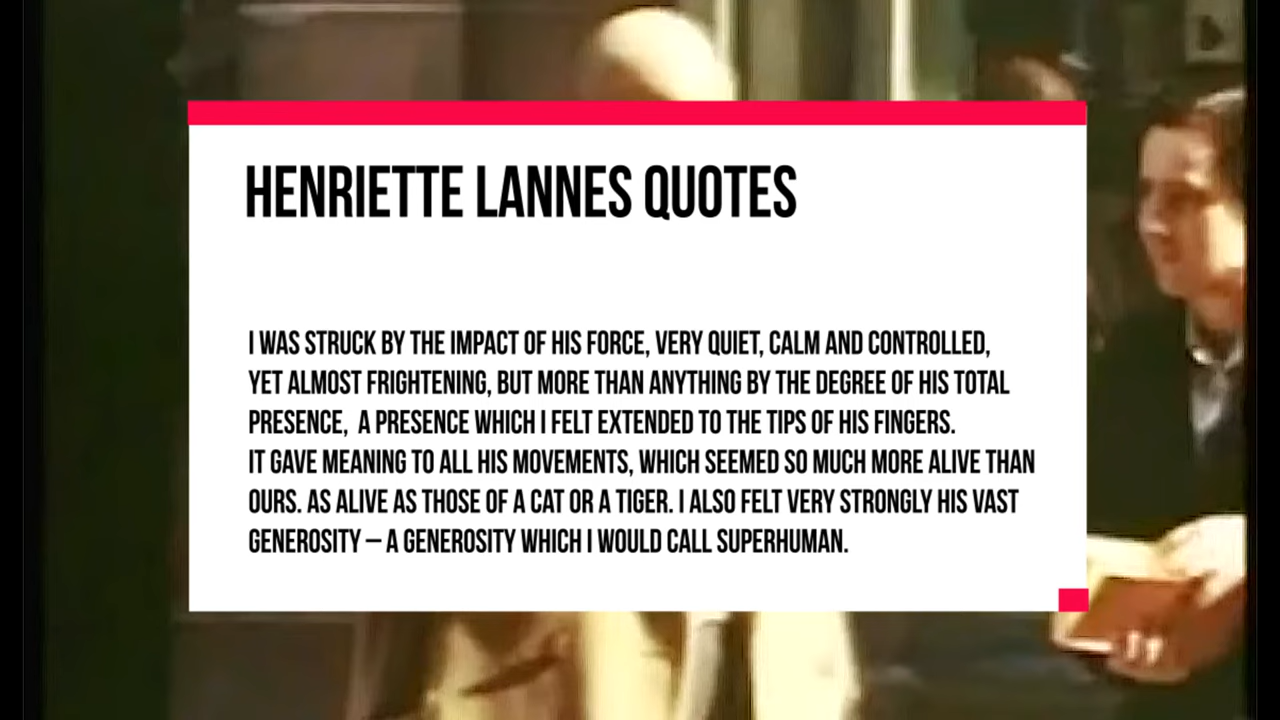 HENRIETTE LANNES QUOTES
I WAS STRUCK BY THE IMPACT OF HIS FORCE, VERY QUIET, CALM AND CONTROLLED,
YET ALMOST FRIGHTENING, BUT MORE THAN ANYTHING BY THE DEGREE OF HIS TOTAL
PRESENCE,  A PRESENCE WHICH I FELT EXTENDED TO THE TIPS OF HIS FINGERS.
IT GAVE MEANING TO ALL HIS MOVEMENTS, WHICH SEEMED SO MUCH MORE ALIVE THAN
OURS. AS ALIVE AS THOSE OF A CAT OR A TIGER. I ALSO FELT VERY STRONGLY HIS VAST
GENEROSITY – A GENEROSITY WHICH I WOULD CALL SUPERHUMAN.